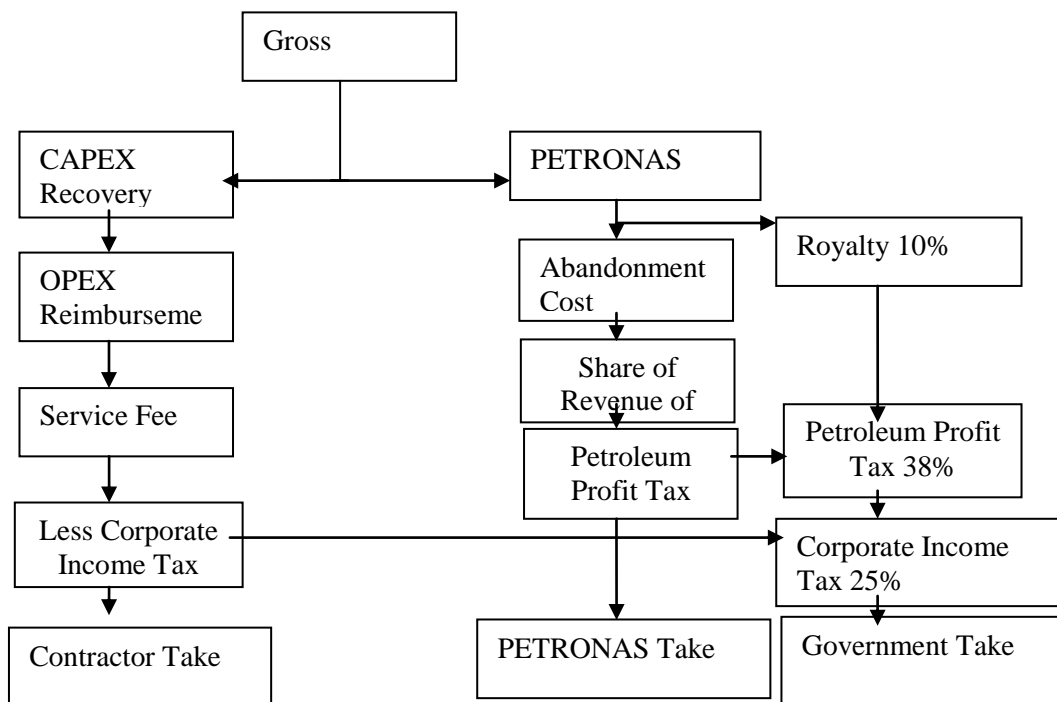 Gross
CAPEX
Recovery
PETRONAS
Royalty 10%
OPEX
Reimburseme
Abandonment
Cost
Service Fee
Share of
Revenue of
Petroleum
Profit Tax
Petroleum Profit
Tax 38%
Less Corporate
Income Tax
Corporate Income
Tax 25%
Contractor Take
PETRONAS Take
Government Take